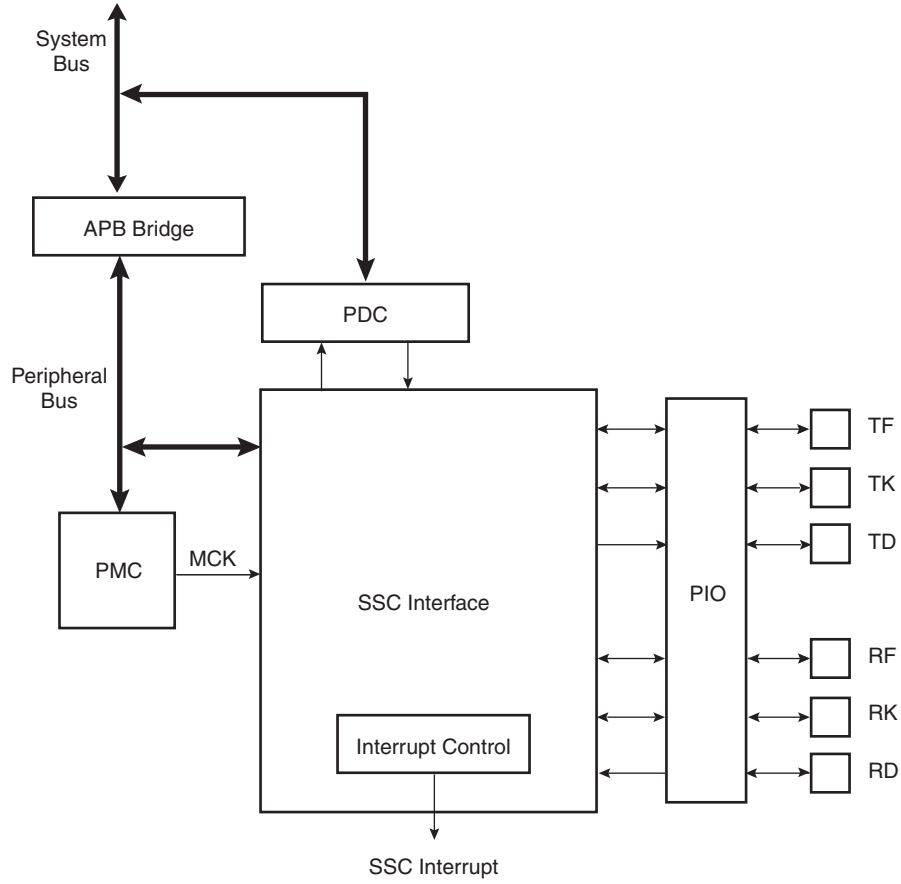 System
Bus
APB Bridge
PDC
Peripheral
Bus
TF
TK
PMC
MCK
TD
SSC Interface
PIO
RF
RK
Interrupt Control
RD
SSC Interrupt